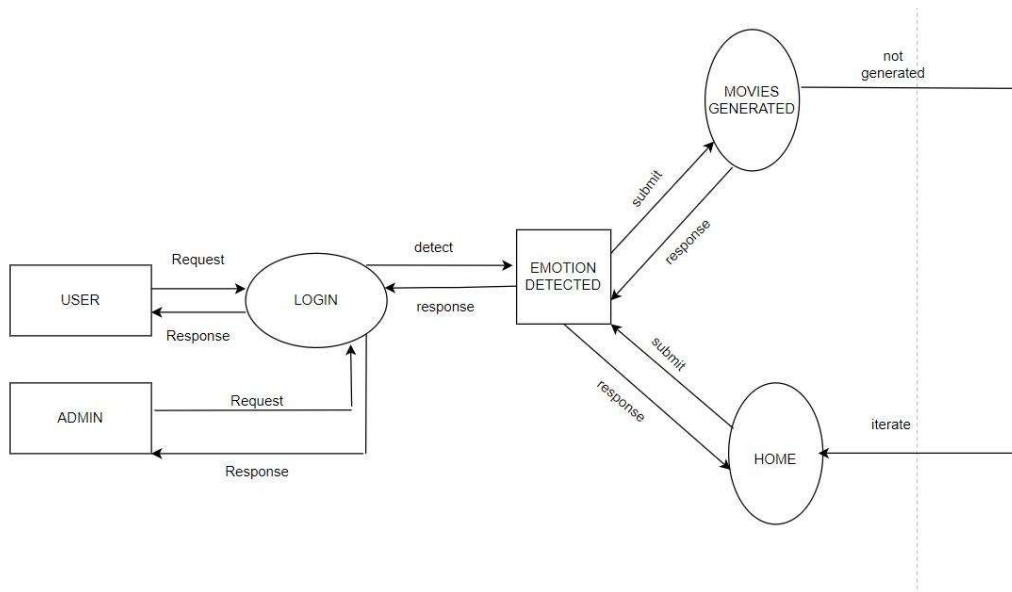 not
generated
MOVIES
GENERATED
submit
response
Request
detect
EMOTION
DETECTED
USER
LOGIN
response
Response
submit
response
ADMIN
Request
iterate
HOME
Response